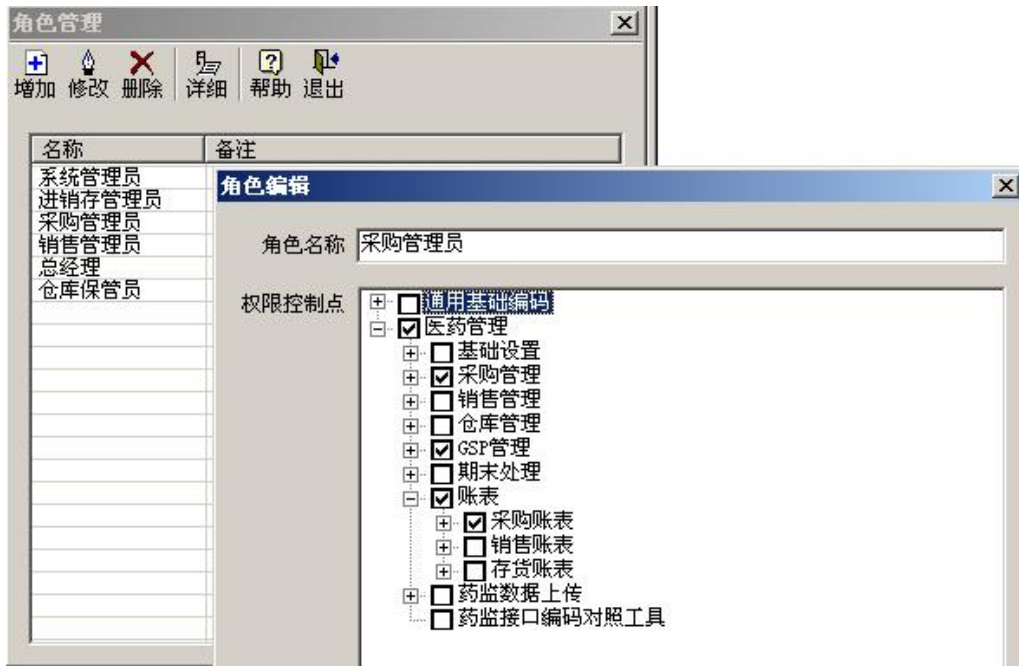 角色管理
增加 修改 删除 详细 帮助 退出
名称 备注
系统管理员
进销存管理员
采购管理员
销售管理员
总经理
仓库保管员
角色编辑
角色名称 采购管理员
权限控制点
通用基础编码
医药管理
基础设置
采购管理
销售管理
仓库管理
GSP管理
期末处理
账表
采购账表
销售账表
存货账表
药监数据上传
药监接口编码对照工具